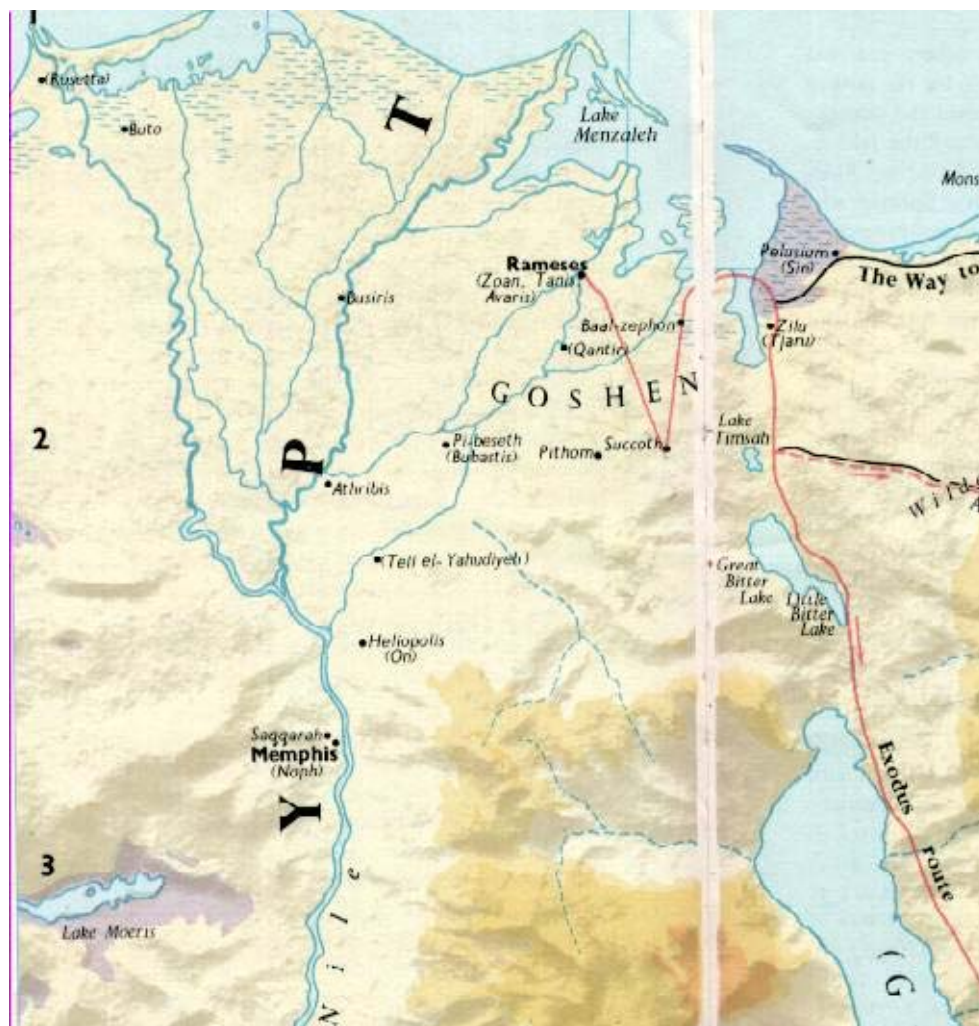 (Rusetta)
Buto
T
Lake
Menzaleh
Mons
Pelusium
(Sin)
The Way to
Rameses
(Zoan, Tanis,
Avaris)
Busiris
Baal-zephon
Zilu
(Tjaru)
(Qantir)
GOSHEN
2
P
Pi-beseth
(Bubastis)
Pithom
Succoth
Lake
Timsah
Athribis
Wild
(Tell el-Yahudiyeh)
Great
Bitter
Lake
Little
Bitter
Lake
Heliopolis
(On)
Saqqarah
Memphis
(Noph)
Y
Exodus
route
3
Lake Moeris
Nile
(G